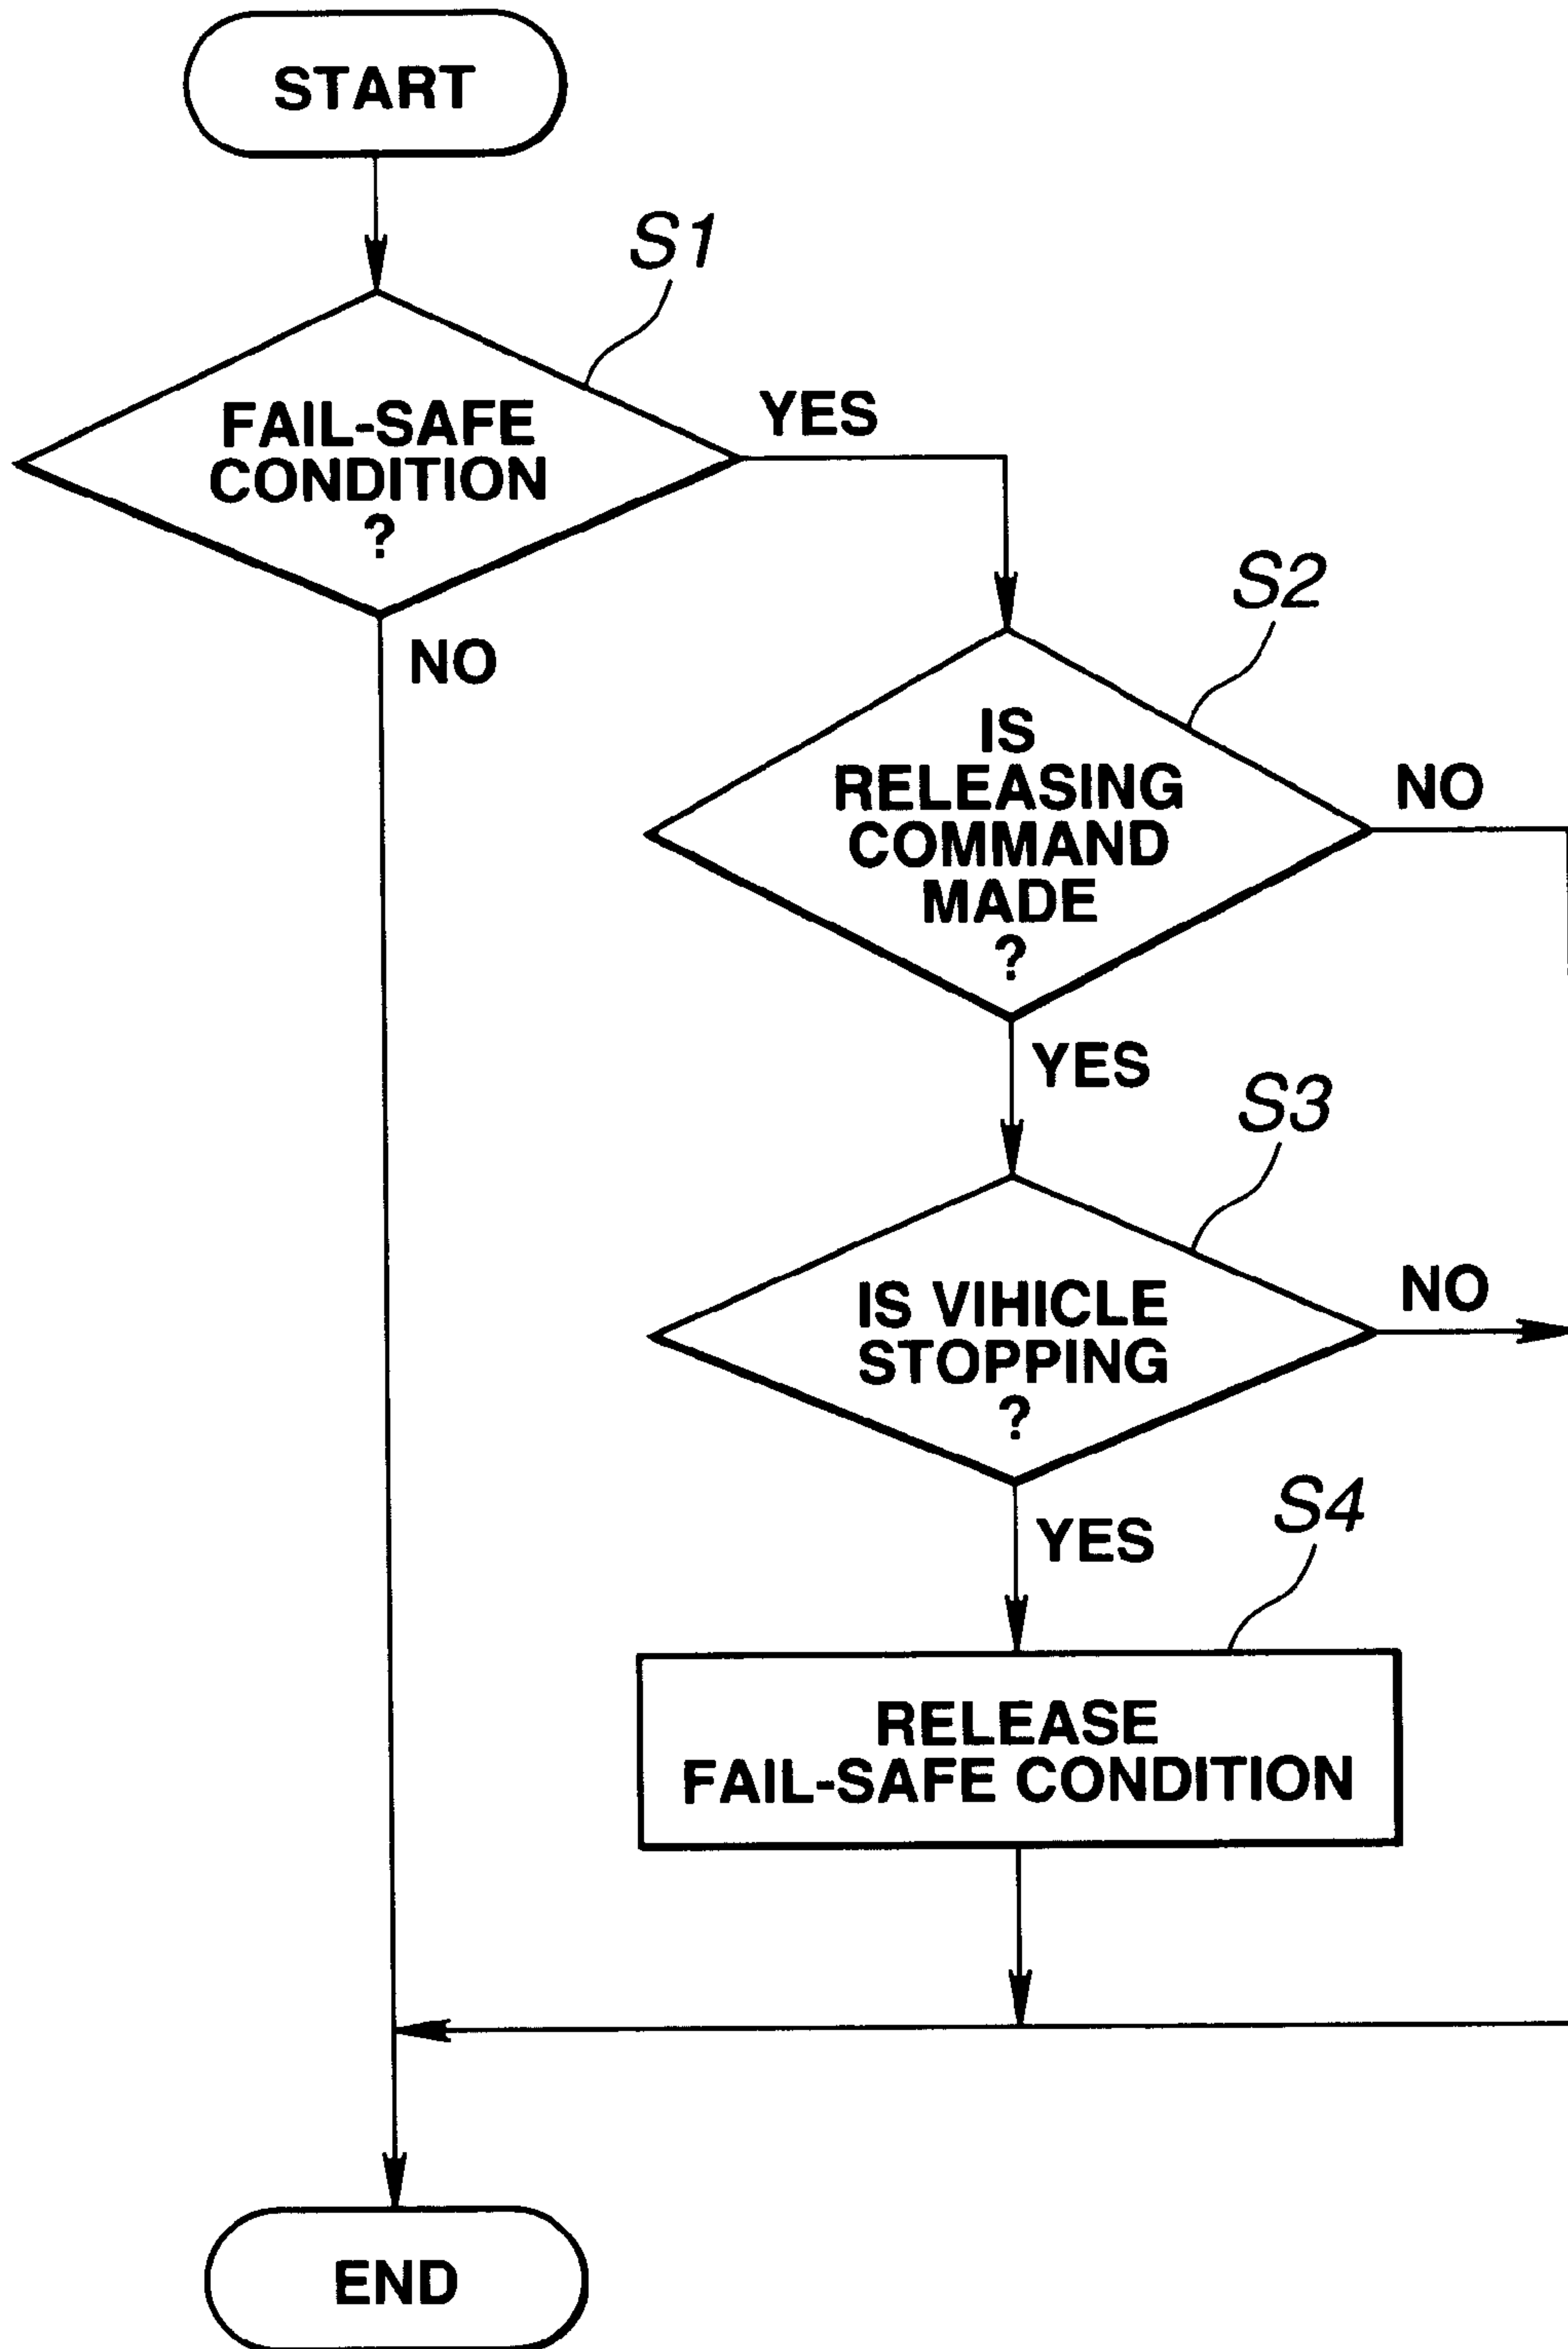 START
S1
FAIL-SAFE
CONDITION
?
YES
NO
S2
IS
RELEASING
COMMAND
MADE
?
NO
YES
S3
IS VIHICLE
STOPPING
?
NO
YES
S4
RELEASE
FAIL-SAFE CONDITION
END